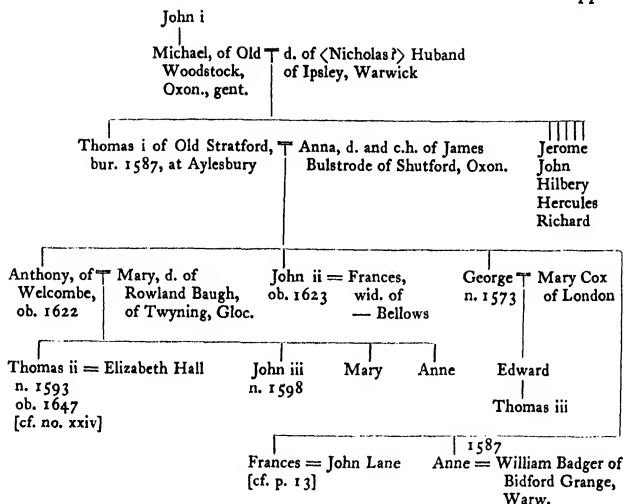 John i
Michael, of Old d. of ⟨Nicholas?⟩ Huband
Woodstock, of Ipsley, Warwick
Oxon., gent.
Thomas i of Old Stratford, Anna, d. and c.h. of James Jerome
bur. 1587, at Aylesbury Bulstrode of Shutford, Oxon. John
Hilbery
Hercules
Richard
Anthony, of Mary, d. of John ii = Frances, George Mary Cox
Welcombe, Rowland Baugh, ob. 1623 wid. of n. 1573 of London
ob. 1622 of Twyning, Gloc. — Bellows
Thomas ii = Elizabeth Hall John iii Mary Anne Edward
n. 1593 n. 1598
ob. 1647 Thomas iii
[cf. no. xxiv]
1587
Frances = John Lane Anne = William Badger of
[cf. p. 13] Bidford Grange,
Warw.